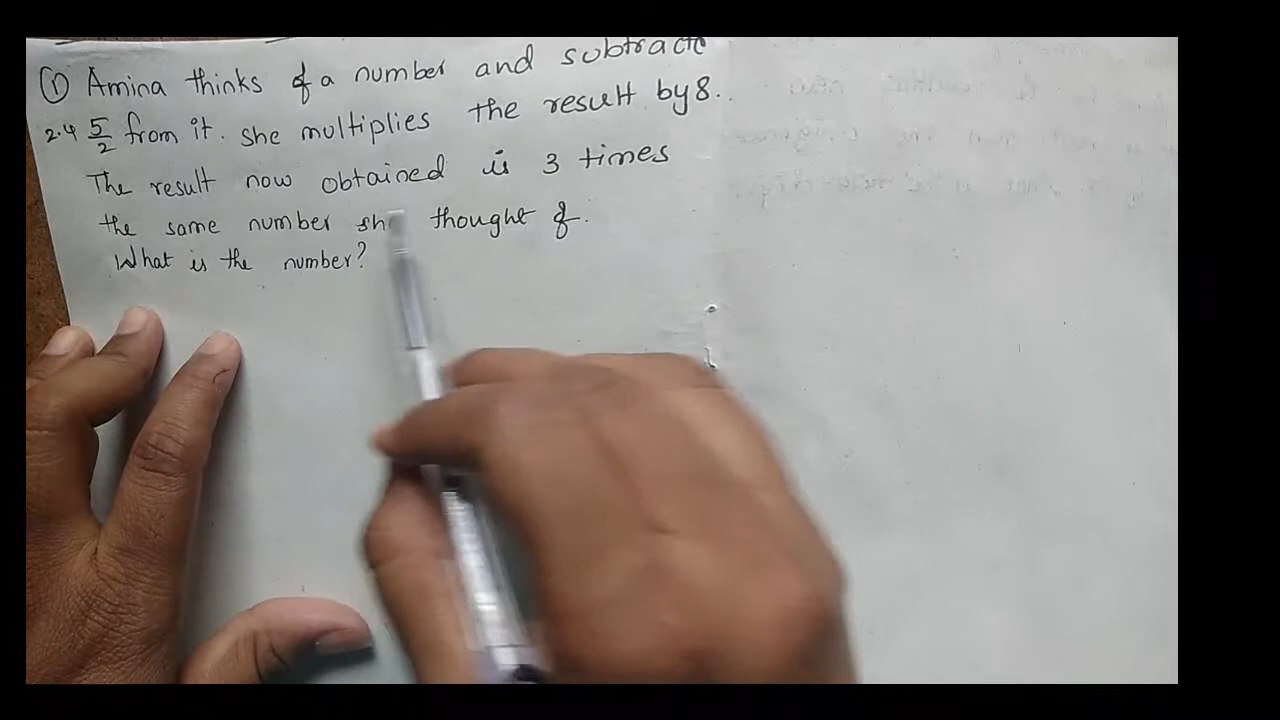 ① Amina thinks of a number and subtracts
2.4 5/2 from it. she multiplies the result by 8.
The result now obtained is 3 times
the same number she thought of.
What is the number?